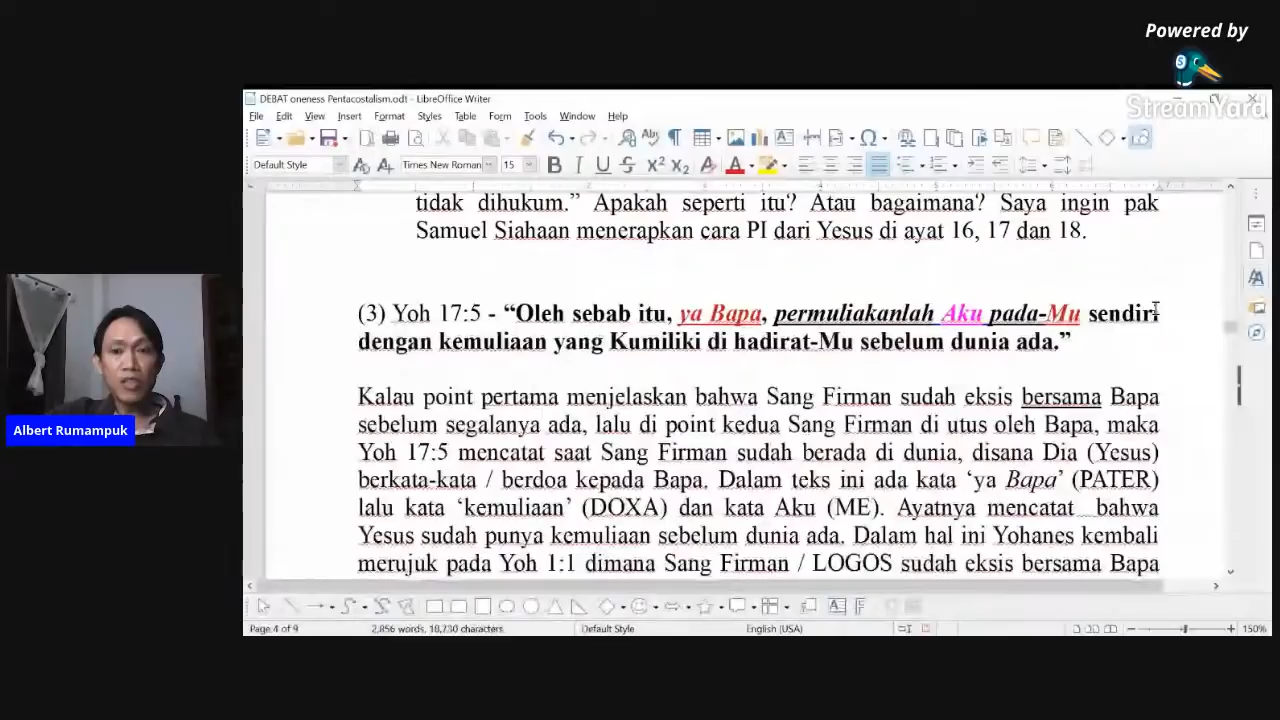 Powered by
StreamYard
DEBAT oneness Pentacostalism.odt - LibreOffice Writer
File Edit View Insert Format Styles Table Form Tools Window Help
Default Style Times New Roman 15
tidak dihukum.” Apakah seperti itu? Atau bagaimana? Saya ingin pak
Samuel Siahaan menerapkan cara PI dari Yesus di ayat 16, 17 dan 18.
(3) Yoh 17:5 - “Oleh sebab itu, ya Bapa, permuliakanlah Aku pada-Mu sendiri
dengan kemuliaan yang Kumiliki di hadirat-Mu sebelum dunia ada.”
Kalau point pertama menjelaskan bahwa Sang Firman sudah eksis bersama Bapa
sebelum segalanya ada, lalu di point kedua Sang Firman di utus oleh Bapa, maka
Yoh 17:5 mencatat saat Sang Firman sudah berada di dunia, disana Dia (Yesus)
berkata-kata / berdoa kepada Bapa. Dalam teks ini ada kata ‘ya Bapa’ (PATER)
lalu kata ‘kemuliaan’ (DOXA) dan kata Aku (ME). Ayatnya mencatat bahwa
Yesus sudah punya kemuliaan sebelum dunia ada. Dalam hal ini Yohanes kembali
merujuk pada Yoh 1:1 dimana Sang Firman / LOGOS sudah eksis bersama Bapa
Albert Rumampuk
Page 4 of 9 2,856 words, 18,730 characters Default Style English (USA) 150%